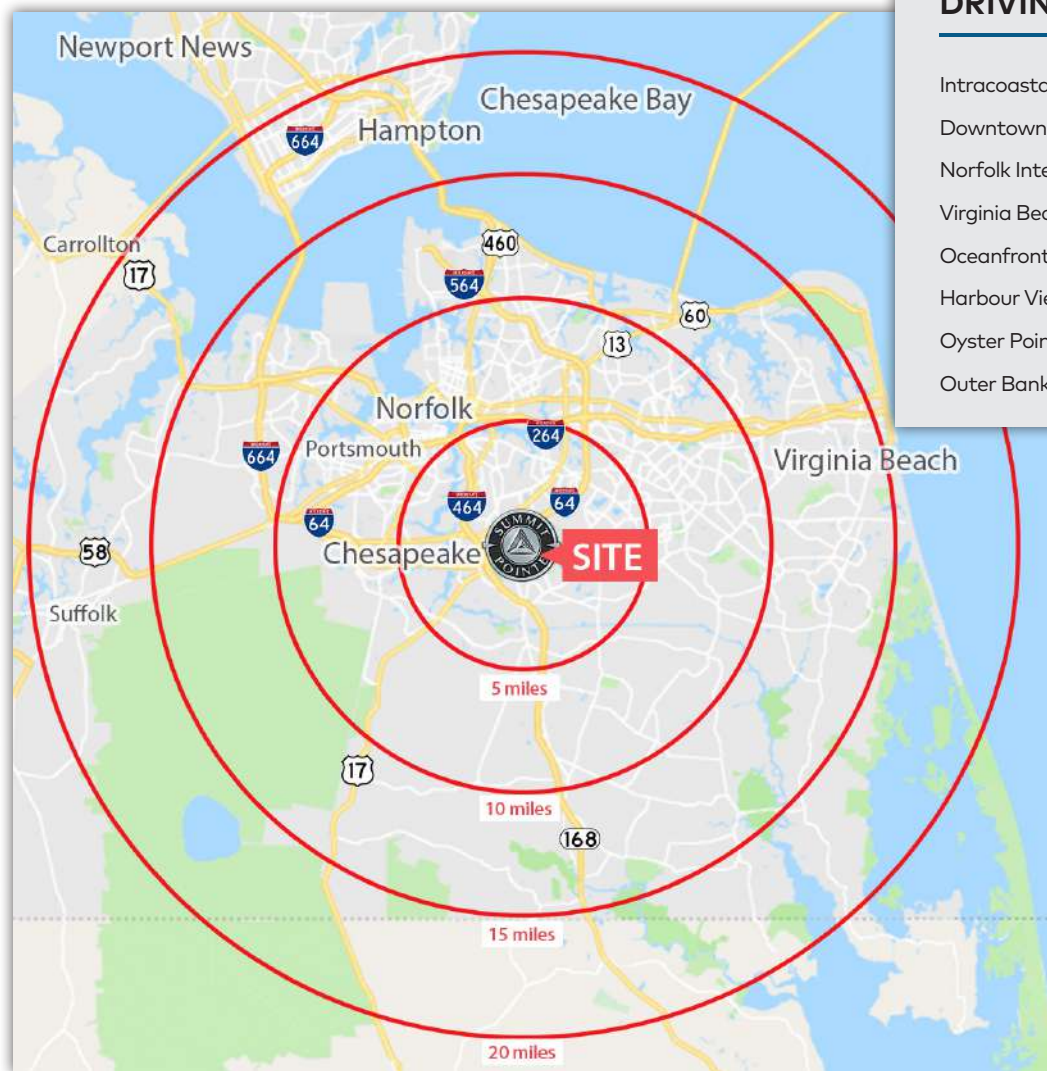 Newport News
Chesapeake Bay
664
Hampton
Carrollton
17
460
564
60
13
Norfolk
264
Portsmouth
664
Virginia Beach
464
64
64
SUMMIT
POINTE
Chesapeake
SITE
58
Suffolk
5 miles
17
10 miles
168
15 miles
20 miles
DRIVIN
Intracoasta
Downtown
Norfolk Inte
Virginia Bea
Oceanfront
Harbour Vie
Oyster Poin
Outer Bank